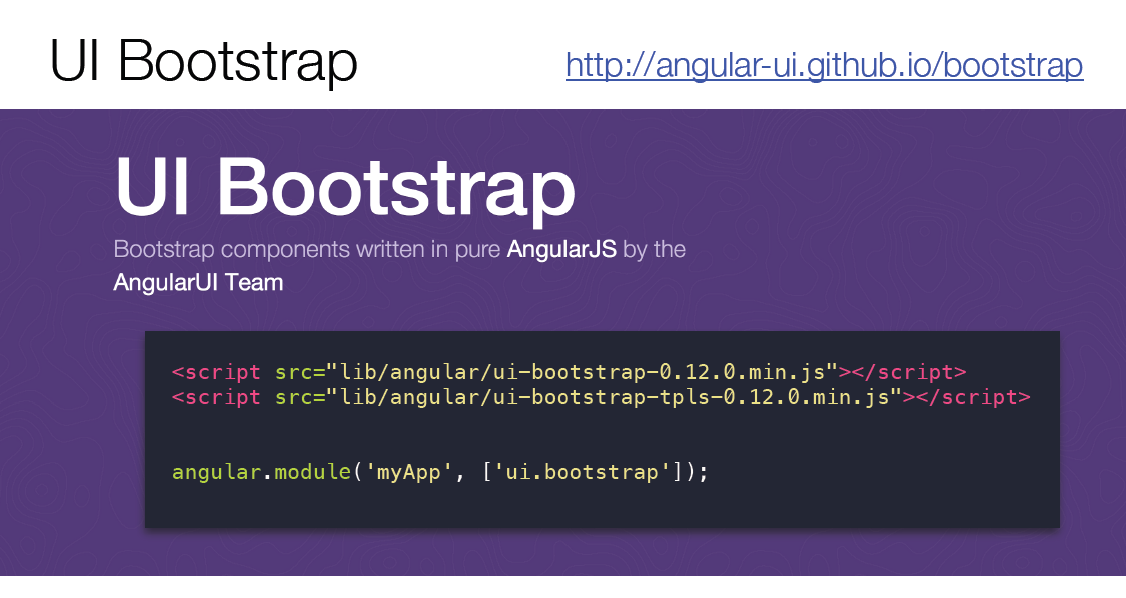 UI Bootstrap
http://angular-ui.github.io/bootstrap
UI Bootstrap
Bootstrap components written in pure AngularJS by the
AngularUI Team
<script src="lib/angular/ui-bootstrap-0.12.0.min.js"></script>
<script src="lib/angular/ui-bootstrap-tpls-0.12.0.min.js"></script>
angular.module('myApp', ['ui.bootstrap']);